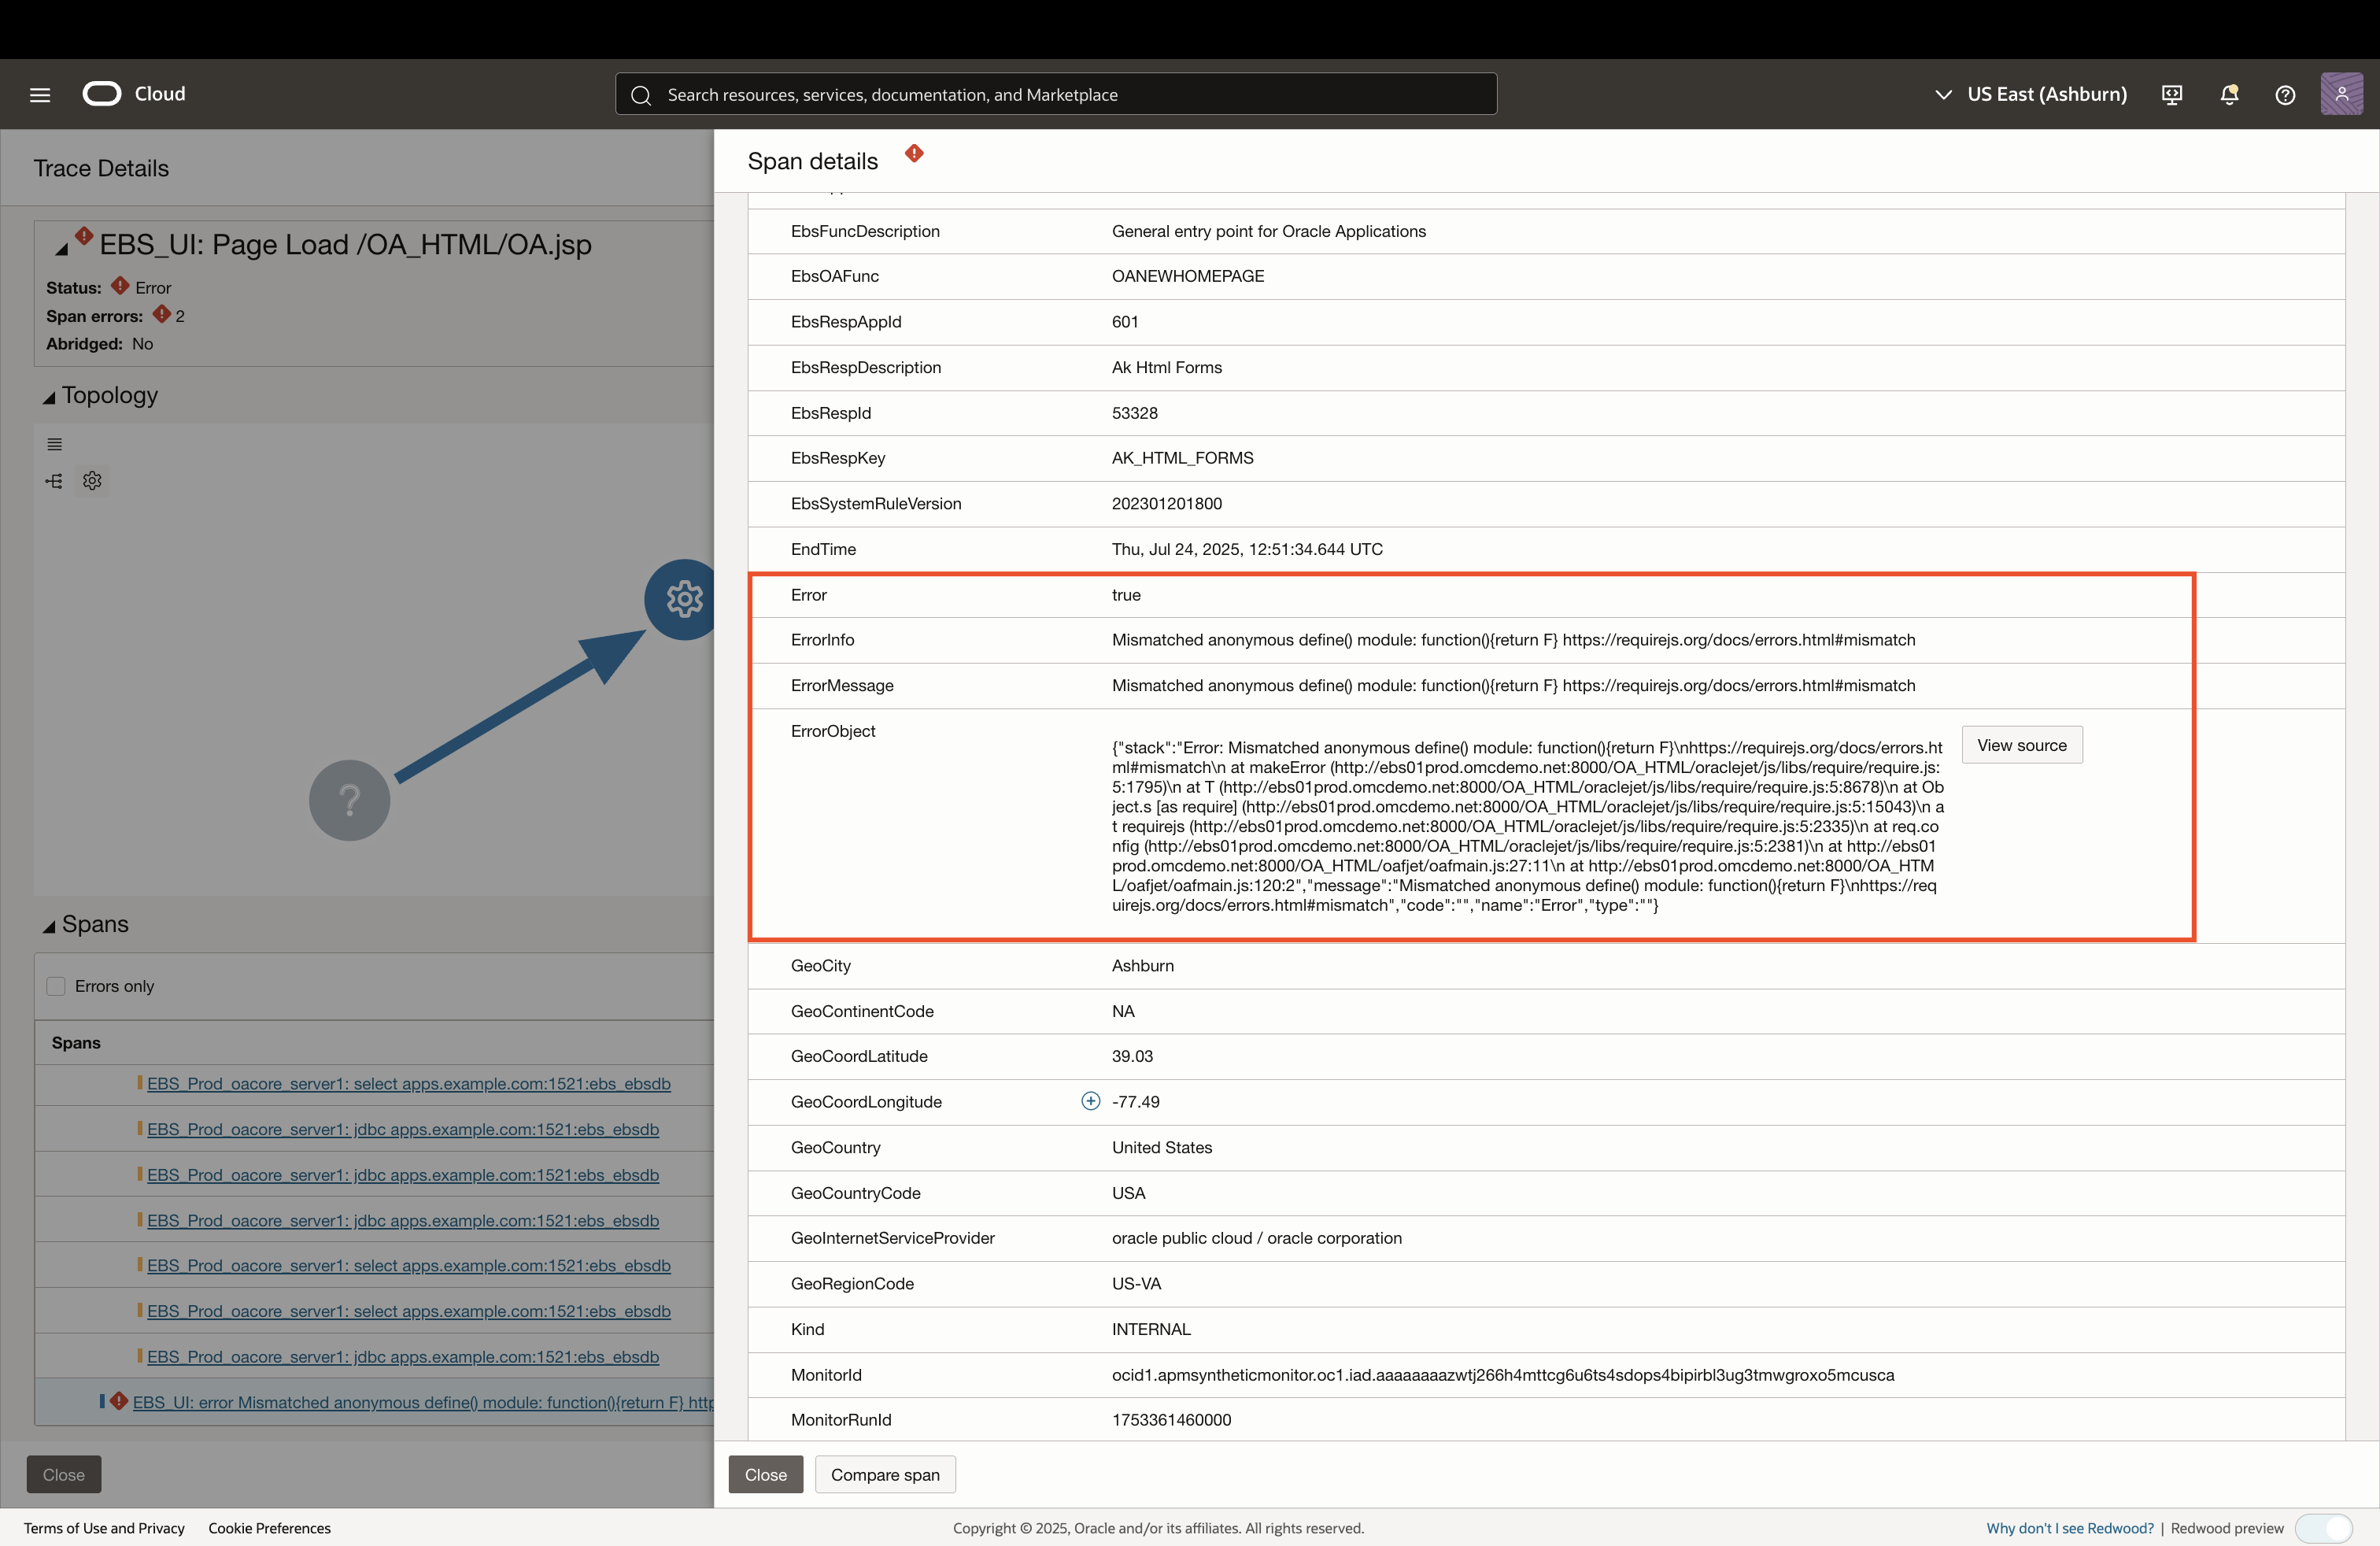 Cloud
Search resources, services, documentation, and Marketplace
US East (Ashburn)
Trace Details
EBS_UI: Page Load /OA_HTML/OA.jsp
Status: Error
Span errors: 2
Abridged: No
Topology
?
Spans
Errors only
Spans
EBS_Prod_oacore_server1: select apps.example.com:1521:ebs_ebsdb
EBS_Prod_oacore_server1: jdbc apps.example.com:1521:ebs_ebsdb
EBS_Prod_oacore_server1: jdbc apps.example.com:1521:ebs_ebsdb
EBS_Prod_oacore_server1: jdbc apps.example.com:1521:ebs_ebsdb
EBS_Prod_oacore_server1: select apps.example.com:1521:ebs_ebsdb
EBS_Prod_oacore_server1: select apps.example.com:1521:ebs_ebsdb
EBS_Prod_oacore_server1: jdbc apps.example.com:1521:ebs_ebsdb
EBS_UI: error Mismatched anonymous define() module: function(){return F} http
Close
Span details
EbsFuncDescription General entry point for Oracle Applications
EbsOAFunc OANEWHOMEPAGE
EbsRespAppId 601
EbsRespDescription Ak Html Forms
EbsRespId 53328
EbsRespKey AK_HTML_FORMS
EbsSystemRuleVersion 202301201800
EndTime Thu, Jul 24, 2025, 12:51:34.644 UTC
Error true
ErrorInfo Mismatched anonymous define() module: function(){return F} https://requirejs.org/docs/errors.html#mismatch
ErrorMessage Mismatched anonymous define() module: function(){return F} https://requirejs.org/docs/errors.html#mismatch
ErrorObject
View source
{"stack":"Error: Mismatched anonymous define() module: function(){return F}\nhttps://requirejs.org/docs/errors.ht
ml#mismatch\n at makeError (http://ebs01prod.omcdemo.net:8000/OA_HTML/oraclejet/js/libs/require/require.js:
5:1795)\n at T (http://ebs01prod.omcdemo.net:8000/OA_HTML/oraclejet/js/libs/require/require.js:5:8678)\n at Ob
ject.s [as require] (http://ebs01prod.omcdemo.net:8000/OA_HTML/oraclejet/js/libs/require/require.js:5:15043)\n a
t requirejs (http://ebs01prod.omcdemo.net:8000/OA_HTML/oraclejet/js/libs/require/require.js:5:2335)\n at req.co
nfig (http://ebs01prod.omcdemo.net:8000/OA_HTML/oraclejet/js/libs/require/require.js:5:2381)\n at http://ebs01
prod.omcdemo.net:8000/OA_HTML/oafjet/oafmain.js:27:11\n at http://ebs01prod.omcdemo.net:8000/OA_HTM
L/oafjet/oafmain.js:120:2","message":"Mismatched anonymous define() module: function(){return F}\nhttps://req
uirejs.org/docs/errors.html#mismatch","code":"","name":"Error","type":""}
GeoCity Ashburn
GeoContinentCode NA
GeoCoordLatitude 39.03
GeoCoordLongitude -77.49
GeoCountry United States
GeoCountryCode USA
GeoInternetServiceProvider oracle public cloud / oracle corporation
GeoRegionCode US-VA
Kind INTERNAL
MonitorId ocid1.apmsyntheticmonitor.oc1.iad.aaaaaaaazwtj266h4mttcg6u6ts4sdops4bipirbl3ug3tmwgroxo5mcusca
MonitorRunId 1753361460000
Close
Compare span
Terms of Use and Privacy
Cookie Preferences
Copyright © 2025, Oracle and/or its affiliates. All rights reserved.
Why don't I see Redwood? | Redwood preview